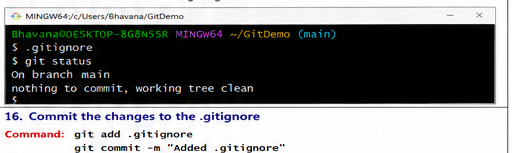 MINGW64:/c/Users/Bhavana/GitDemo
Bhavana@DESKTOP-8G8NSSR MINGW64 ~/GitDemo (main)
$ .gitignore
$ git status
On branch main
nothing to commit, working tree clean
$
16. Commit the changes to the .gitignore
Command: git add .gitignore
git commit -m "Added .gitignore"